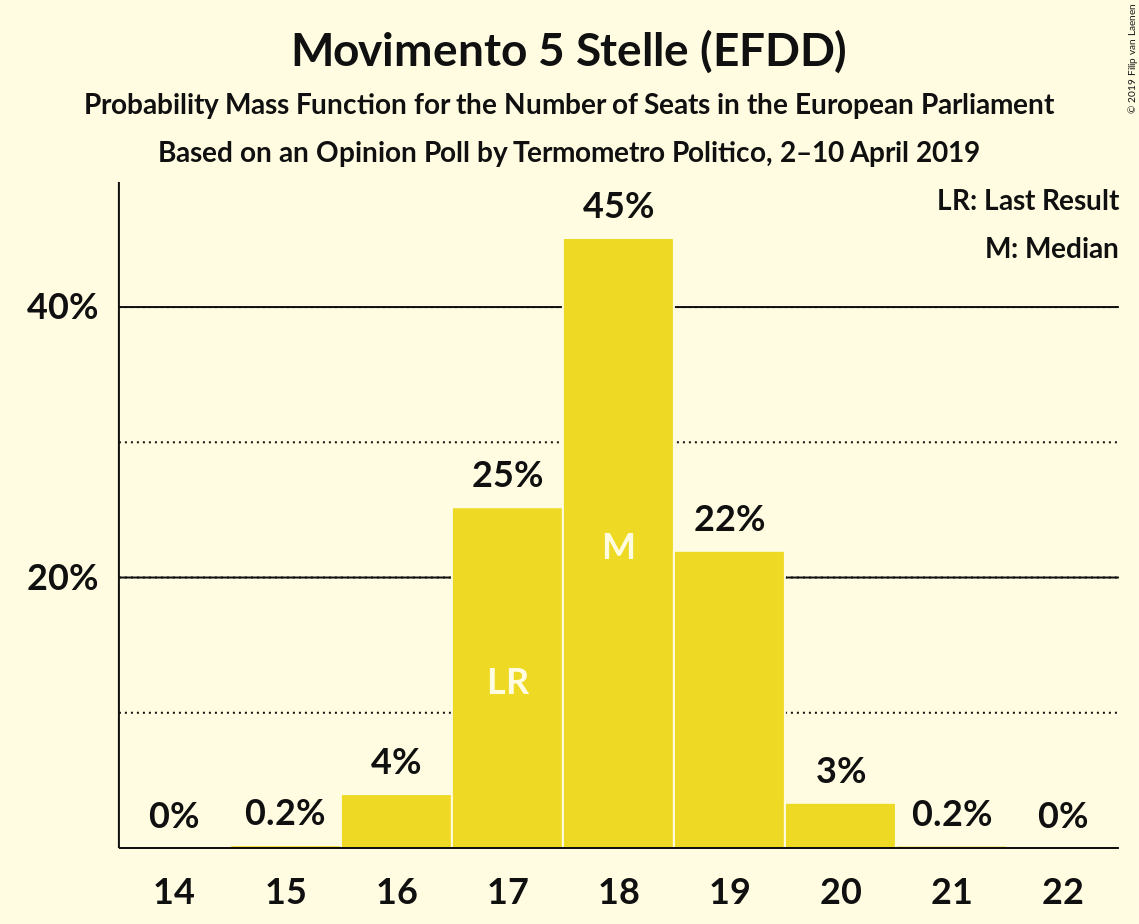 Movimento 5 Stelle (EFDD)
Probability Mass Function for the Number of Seats in the European Parliament
Based on an Opinion Poll by Termometro Politico, 2–10 April 2019
© 2019 Filip van Laenen
LR: Last Result
M: Median
45%
40%
25%
22%
M
20%
LR
4%
3%
0%
0.2%
0.2%
0%
14 15 16 17 18 19 20 21 22